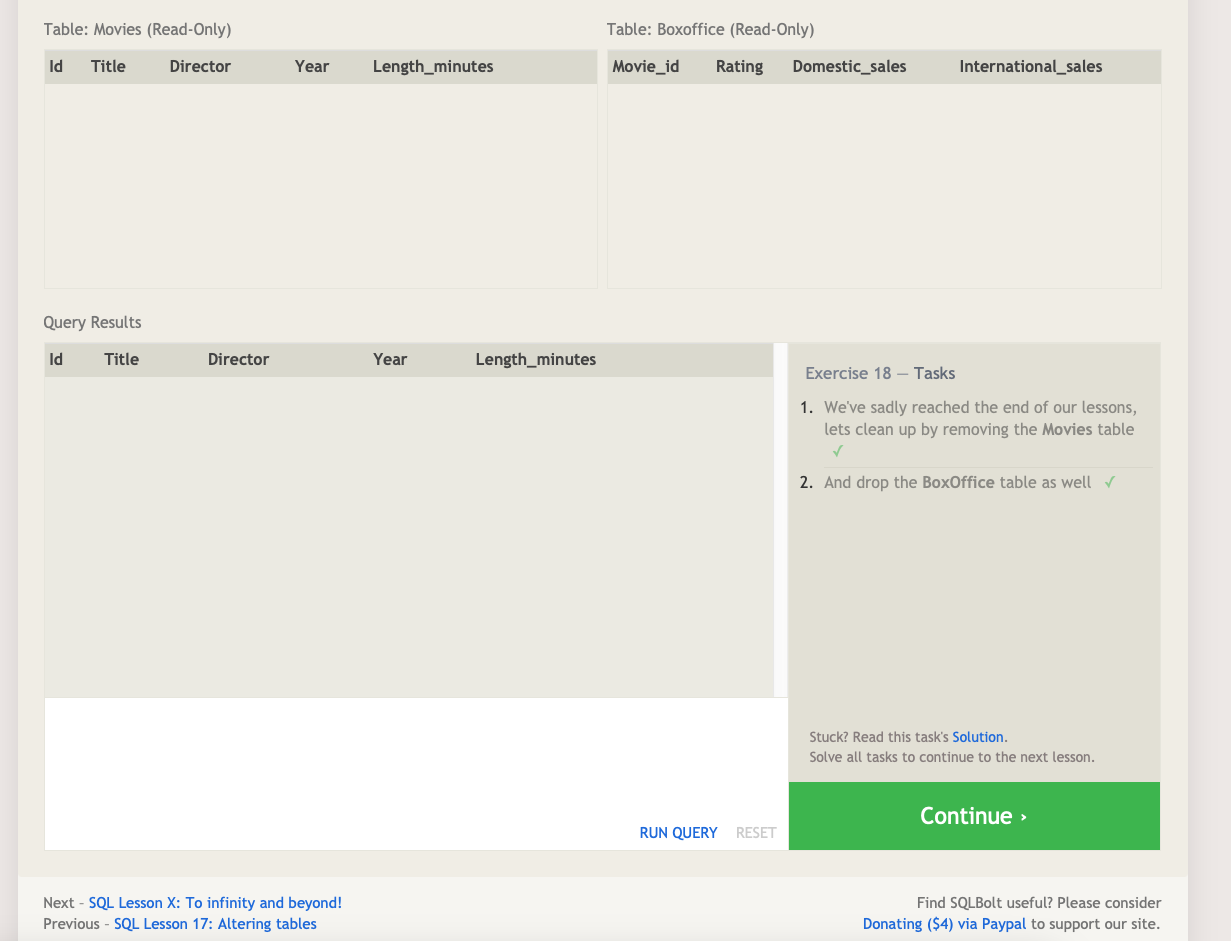 Table: Movies (Read-Only)
Table: Boxoffice (Read-Only)
Id Title Director Year Length_minutes
Movie_id Rating Domestic_sales International_sales
Query Results
Id Title Director Year Length_minutes
Exercise 18 — Tasks
1. We've sadly reached the end of our lessons,
lets clean up by removing the Movies table
✓
2. And drop the BoxOffice table as well ✓
Stuck? Read this task's Solution.
Solve all tasks to continue to the next lesson.
RUN QUERY RESET
Continue ›
Next – SQL Lesson X: To infinity and beyond!
Previous – SQL Lesson 17: Altering tables
Find SQLBolt useful? Please consider
Donating ($4) via Paypal to support our site.